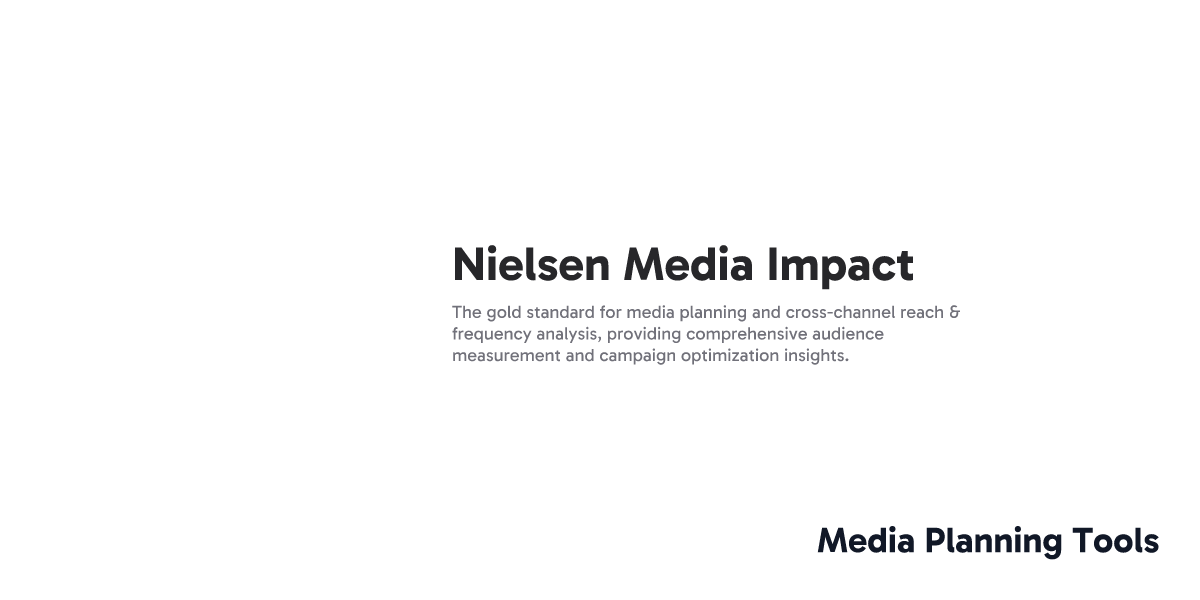 Nielsen Media Impact
The gold standard for media planning and cross-channel reach &
frequency analysis, providing comprehensive audience
measurement and campaign optimization insights.
Media Planning Tools